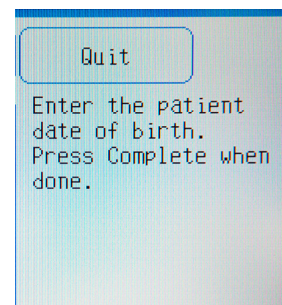 Quit
Enter the patient
date of birth.
Press Complete when
done.